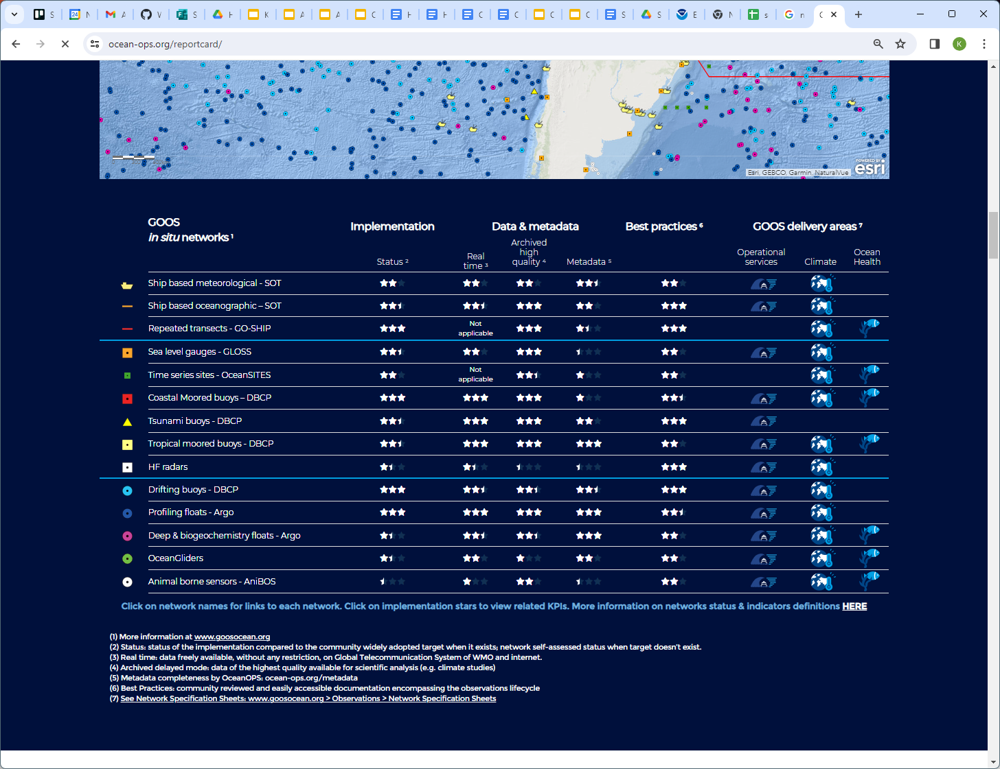 S
24 N
A
V
S
H
K
A
A
C
H
H
C
C
C
C
S
S
E
N
s
n
C
ocean-ops.org/reportcard/
K
POWERED BY
esri
Esri, GEBCO, Garmin, NaturalVue
GOOS
in situ networks 1
Implementation
Data & metadata
Best practices 6
GOOS delivery areas 7
Status 2
Real
time 3
Archived
high
quality 4
Metadata 5
Operational
services
Climate
Ocean
Health
Ship based meteorological - SOT
Ship based oceanographic – SOT
Repeated transects - GO-SHIP
Not
applicable
Sea level gauges - GLOSS
Time series sites - OceanSITES
Not
applicable
Coastal Moored buoys – DBCP
Tsunami buoys - DBCP
Tropical moored buoys - DBCP
HF radars
Drifting buoys - DBCP
Profiling floats - Argo
Deep & biogeochemistry floats - Argo
OceanGliders
Animal borne sensors - AniBOS
Click on network names for links to each network. Click on implementation stars to view related KPIs. More information on networks status & indicators definitions HERE
(1) More information at www.goosocean.org
(2) Status: status of the implementation compared to the community widely adopted target when it exists; network self-assessed status when target doesn't exist.
(3) Real time: data freely available, without any restriction, on Global Telecommunication System of WMO and internet.
(4) Archived delayed mode: data of the highest quality available for scientific analysis (e.g. climate studies)
(5) Metadata completeness by OceanOPS: ocean-ops.org/metadata
(6) Best Practices: community reviewed and easily accessible documentation encompassing the observations lifecycle
(7) See Network Specification Sheets: www.goosocean.org > Observations > Network Specification Sheets